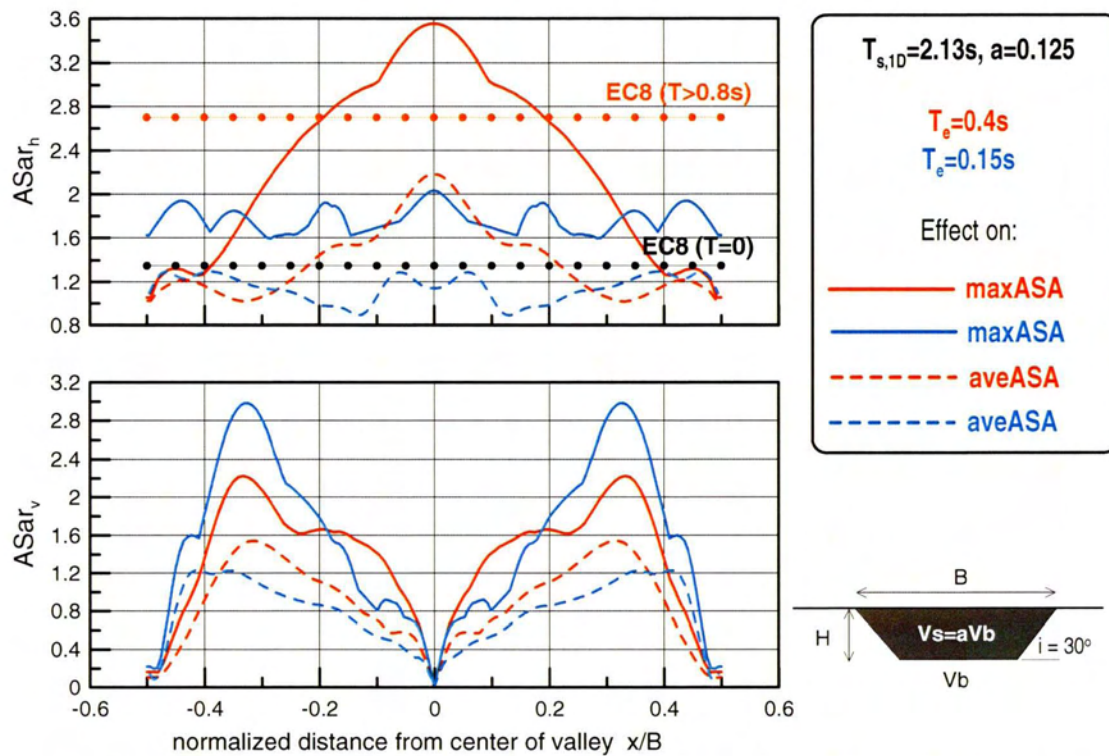 3.6
3.2
2.8
2.4
2
1.6
1.2
0.8
ASar_h
EC8 (T>0.8s)
EC8 (T=0)
3.2
2.8
2.4
2
1.6
1.2
0.8
0.4
0
ASar_v
-0.6 -0.4 -0.2 0 0.2 0.4 0.6
normalized distance from center of valley x/B
T_s,1D=2.13s, a=0.125
T_e=0.4s
T_e=0.15s
Effect on:
maxASA
maxASA
aveASA
aveASA
B
H
Vs=aVb
i = 30°
Vb